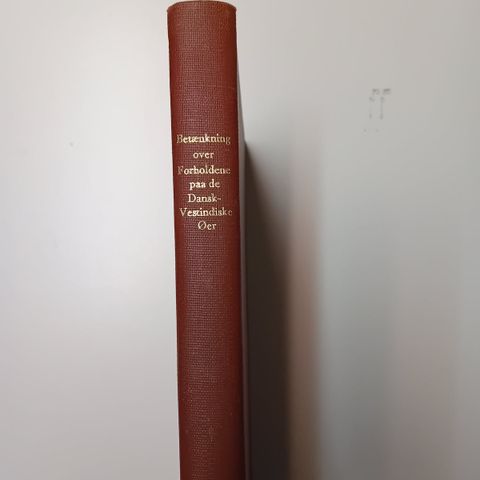 Betænkning
over
Forholdene
paa de
Dansk-
Vestindiske
Øer